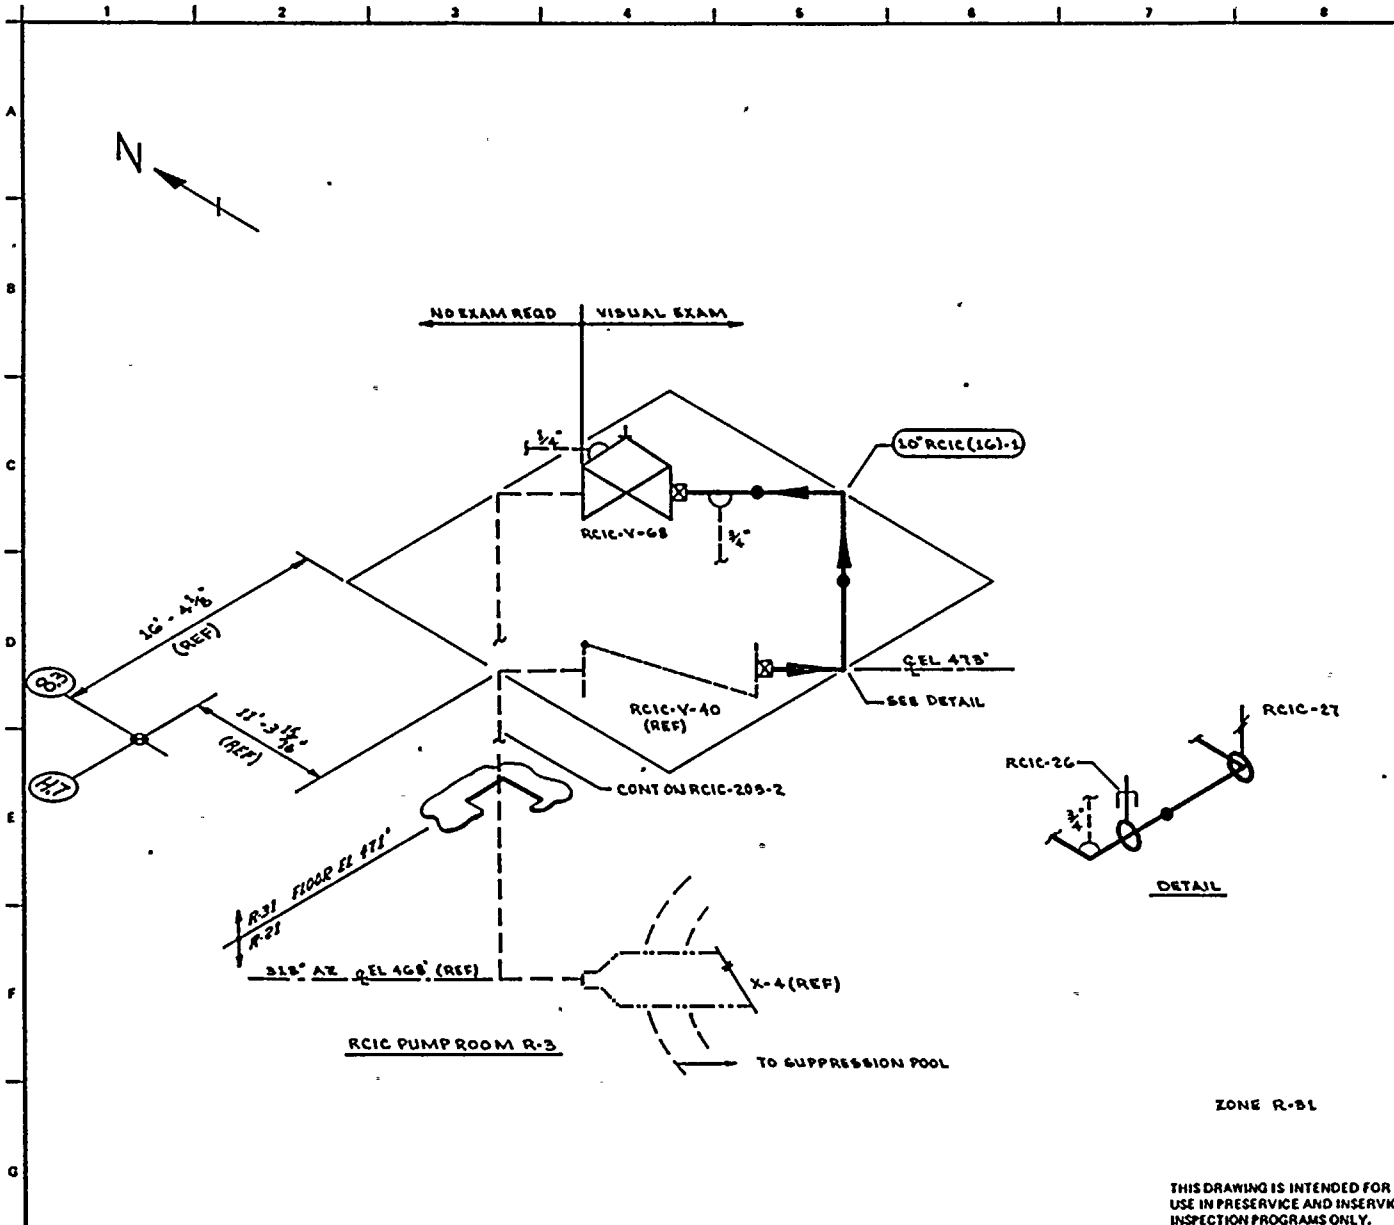 1 2 3 4 5 6 7 8
A
N
B
NO EXAM REQD VISUAL EXAM
C
3/4"
10" RCIC(16)-1
RCIC-V-68
3/4"
16' - 4 1/8"
(REF)
D
8.3
℄ EL 473'
SEE DETAIL
RCIC-V-40
(REF)
11'-3 15/16"
(REF)
RCIC-27
RCIC-26
H.7
CONT ON RCIC-205-2
E
3/4"
FLOOR EL 471'
DETAIL
R-31
R-21
318° AZ ℄ EL 468' (REF)
X-4 (REF)
F
RCIC PUMP ROOM R-3
TO SUPPRESSION POOL
ZONE R-31
G
THIS DRAWING IS INTENDED FOR
USE IN PRESERVICE AND INSERVI
INSPECTION PROGRAMS ONLY.